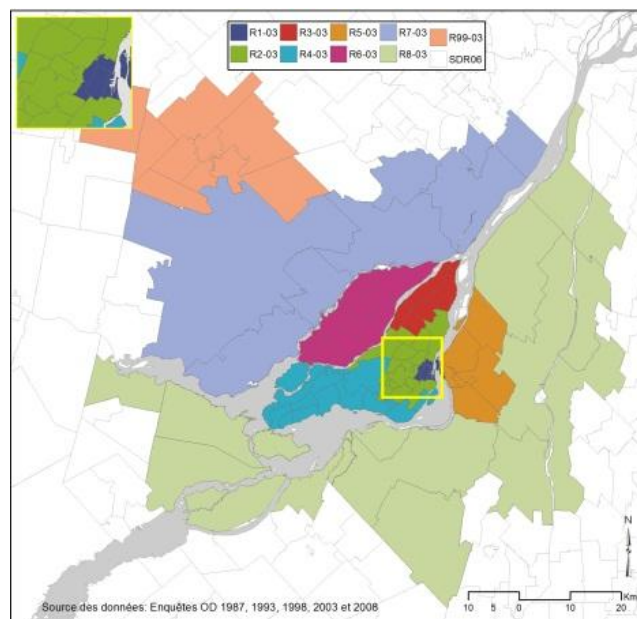 R1-03 R3-03 R5-03 R7-03 R99-03
R2-03 R4-03 R6-03 R8-03 SDR06
N
Km
10 5 0 10 20
Source des données: Enquêtes OD 1987, 1993, 1998, 2003 et 2008